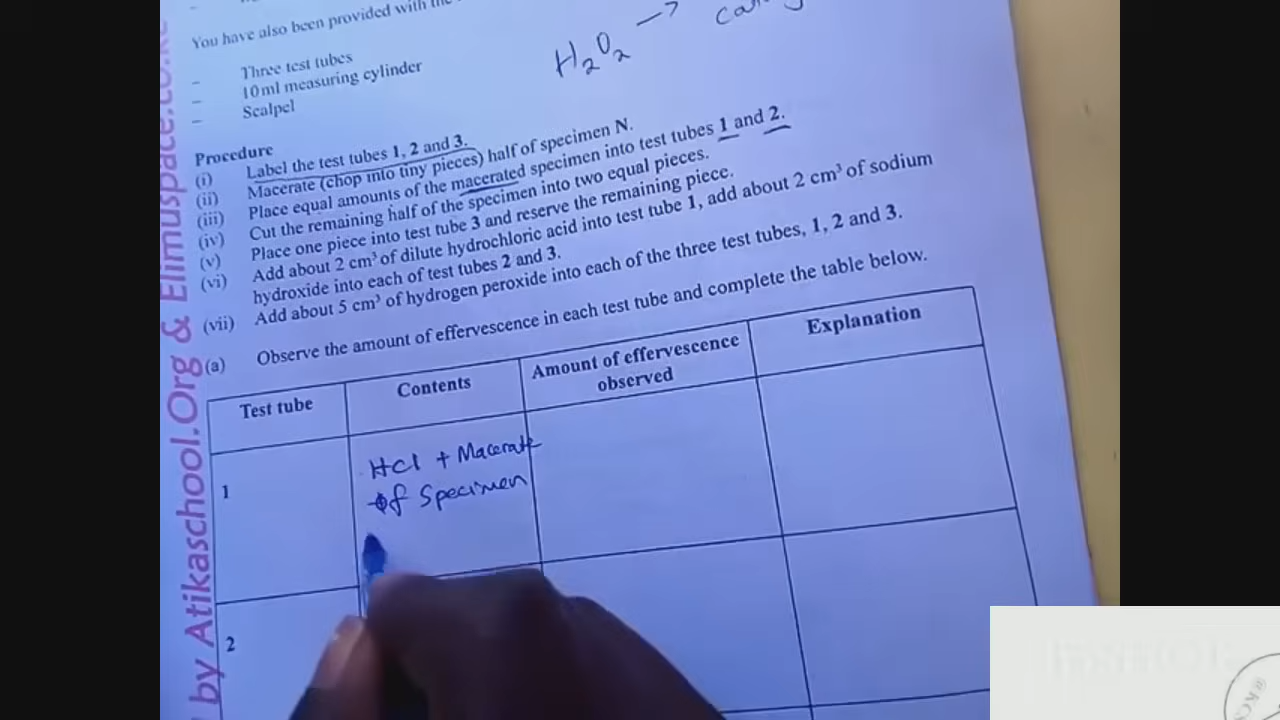 You have also been provided with the
H₂O₂ →
– Three test tubes
– 10ml measuring cylinder
– Scalpel
Procedure
(i) Label the test tubes 1, 2 and 3.
(ii) Macerate (chop into tiny pieces) half of specimen N.
(iii) Place equal amounts of the macerated specimen into test tubes 1 and 2.
(iv) Cut the remaining half of the specimen into two equal pieces.
(v) Place one piece into test tube 3 and reserve the remaining piece.
(vi) Add about 2 cm³ of dilute hydrochloric acid into test tube 1, add about 2 cm³ of sodium
hydroxide into each of test tubes 2 and 3.
(vii) Add about 5 cm³ of hydrogen peroxide into each of the three test tubes, 1, 2 and 3.
(a) Observe the amount of effervescence in each test tube and complete the table below.
Test tube Contents Amount of effervescence Explanation
observed
1 HCl + Macerate
of Specimen
2
by Atikaschool.Org & Elimuspace.co.ke